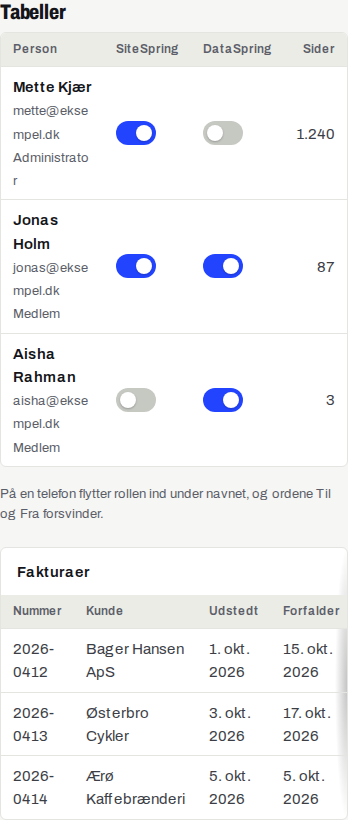 Tabeller
Person SiteSpring DataSpring Sider
Mette Kjær
mette@ekse
mpel.dk
Administrato
r
1.240
Jonas
Holm
jonas@ekse
mpel.dk
Medlem
87
Aisha
Rahman
aisha@ekse
mpel.dk
Medlem
3
På en telefon flytter rollen ind under navnet, og ordene Til
og Fra forsvinder.
Fakturaer
Nummer Kunde Udstedt Forfalder
2026- Bager Hansen 1. okt. 15. okt.
0412 ApS 2026 2026
2026- Østerbro 3. okt. 17. okt.
0413 Cykler 2026 2026
2026- Ærø 5. okt. 5. okt.
0414 Kaffebrænderi 2026 2026